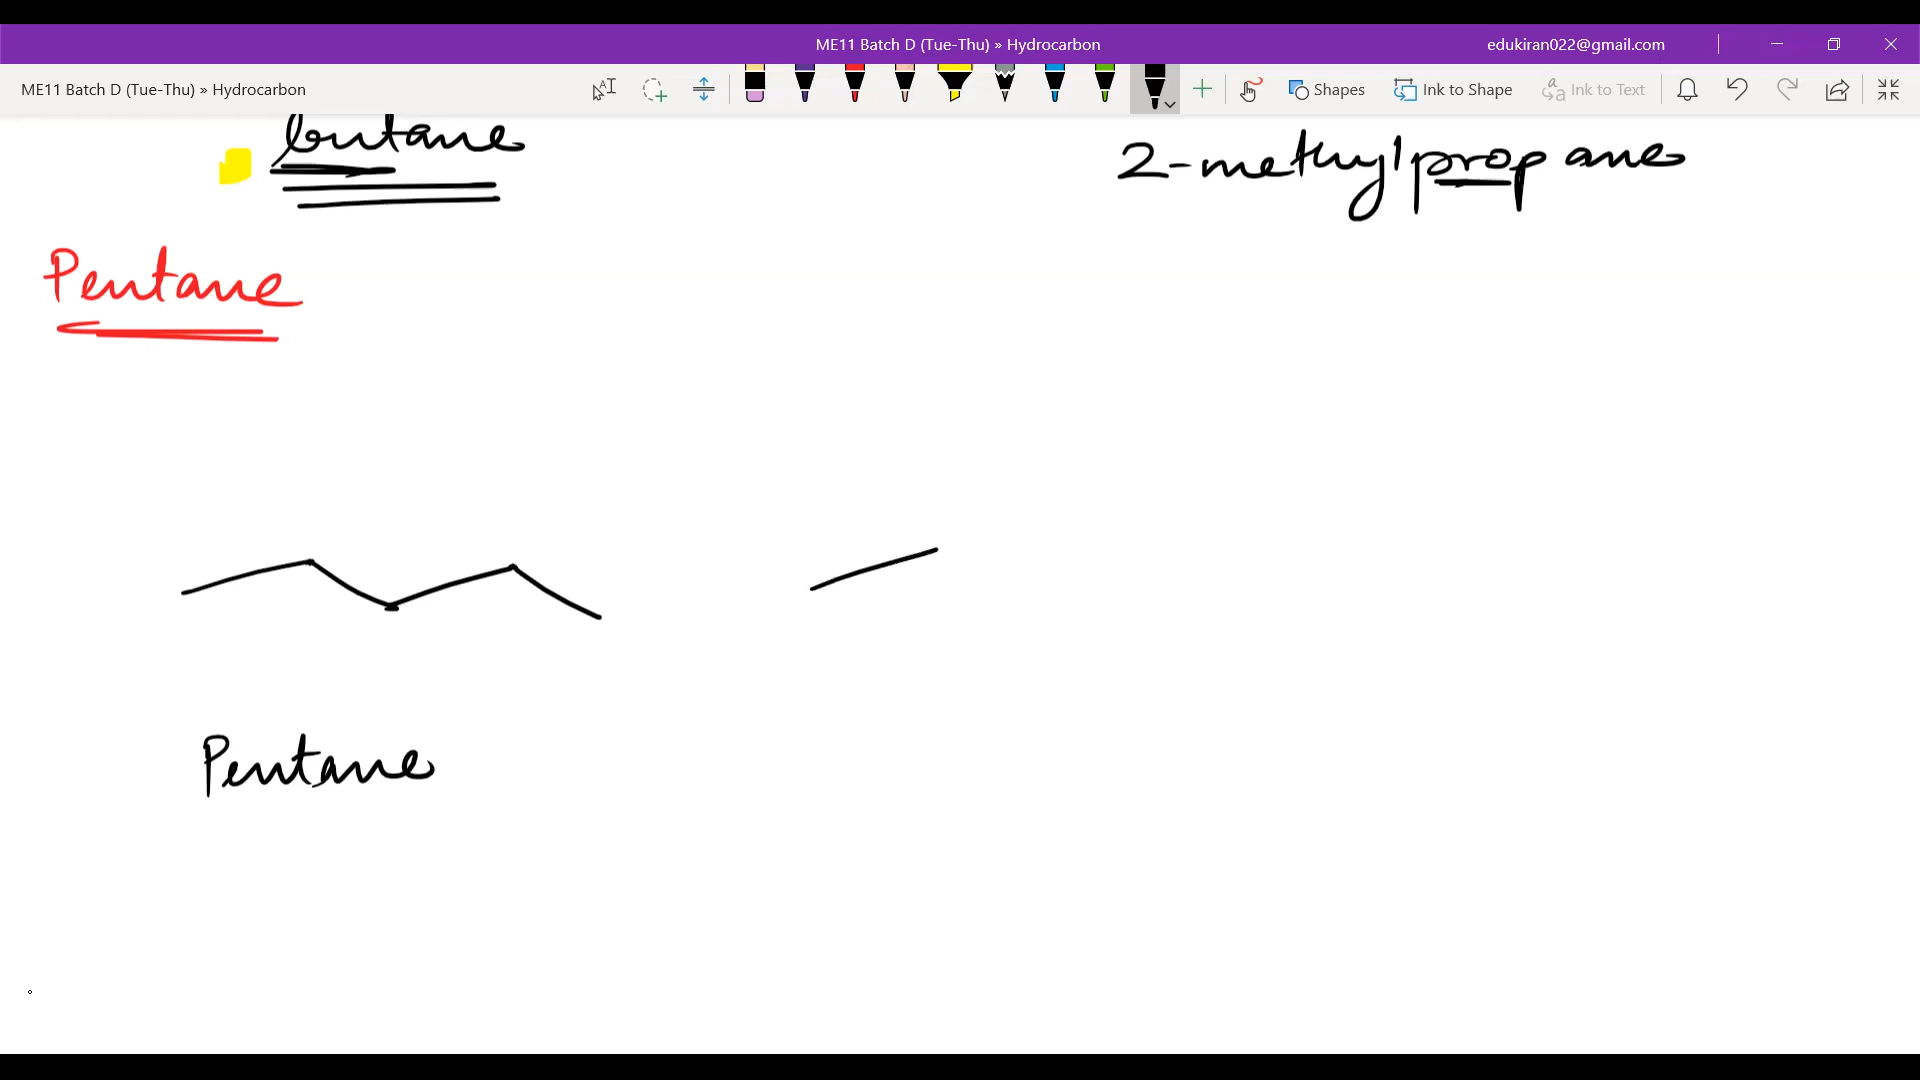 ME11 Batch D (Tue-Thu) » Hydrocarbon
edukiran022@gmail.com
ME11 Batch D (Tue-Thu) » Hydrocarbon
Shapes
Ink to Shape
Ink to Text
butane
2-methylpropane
Pentane
Pentane